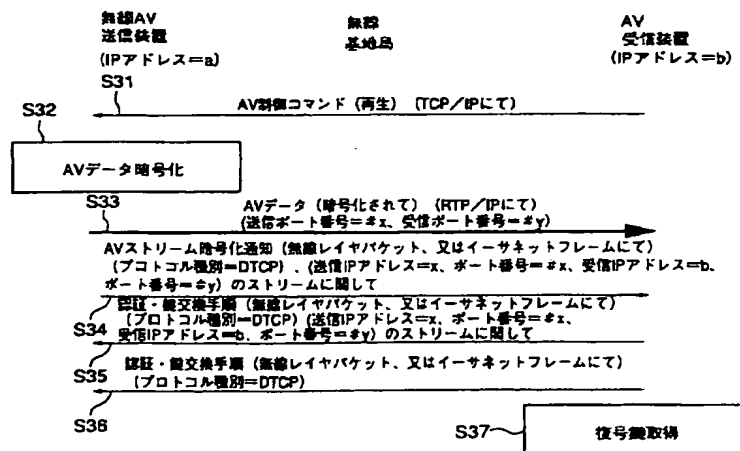 無線AV
送信装置
(IPアドレス=a)
無線
基地局
AV
受信装置
(IPアドレス=b)
S31
AV制御コマンド(再生)(TCP/IPにて)
S32
AVデータ暗号化
S33
AVデータ(暗号化されて)(RTP/IPにて)
(送信ポート番号=#x、受信ポート番号=#y)
AVストリーム暗号化通知(無線レイヤパケット、又はイーサネットフレームにて)
(プロトコル種別=DTCP)、(送信IPアドレス=x、ポート番号=#x、受信IPアドレス=b、
ポート番号=#y)のストリームに関して
S34
認証・鍵交換手順(無線レイヤパケット、又はイーサネットフレームにて)
(プロトコル種別=DTCP)(送信IPアドレス=x、ポート番号=#x、
受信IPアドレス=b、ポート番号=#y)のストリームに関して
S35
認証・鍵交換手順(無線レイヤパケット、又はイーサネットフレームにて)
(プロトコル種別=DTCP)
S36
S37
復号鍵取得